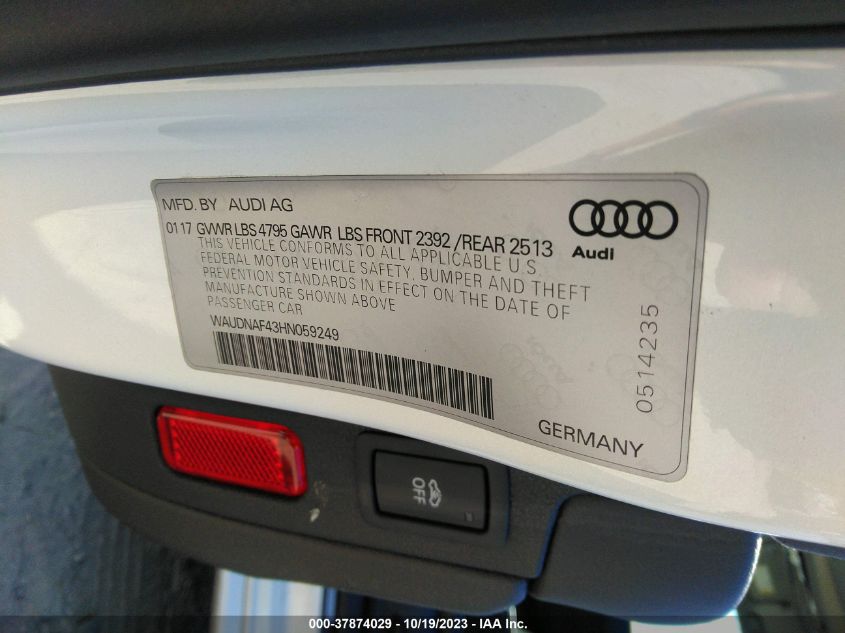 MFD. BY AUDI AG
01 17 GVWR LBS 4795 GAWR LBS FRONT 2392 /REAR 2513
THIS VEHICLE CONFORMS TO ALL APPLICABLE U.S.
FEDERAL MOTOR VEHICLE SAFETY, BUMPER AND THEFT
PREVENTION STANDARDS IN EFFECT ON THE DATE OF
MANUFACTURE SHOWN ABOVE
PASSENGER CAR
WAUDNAF43HN059249
Audi
0514235
GERMANY
OFF
000-37874029 - 10/19/2023 - IAA Inc.